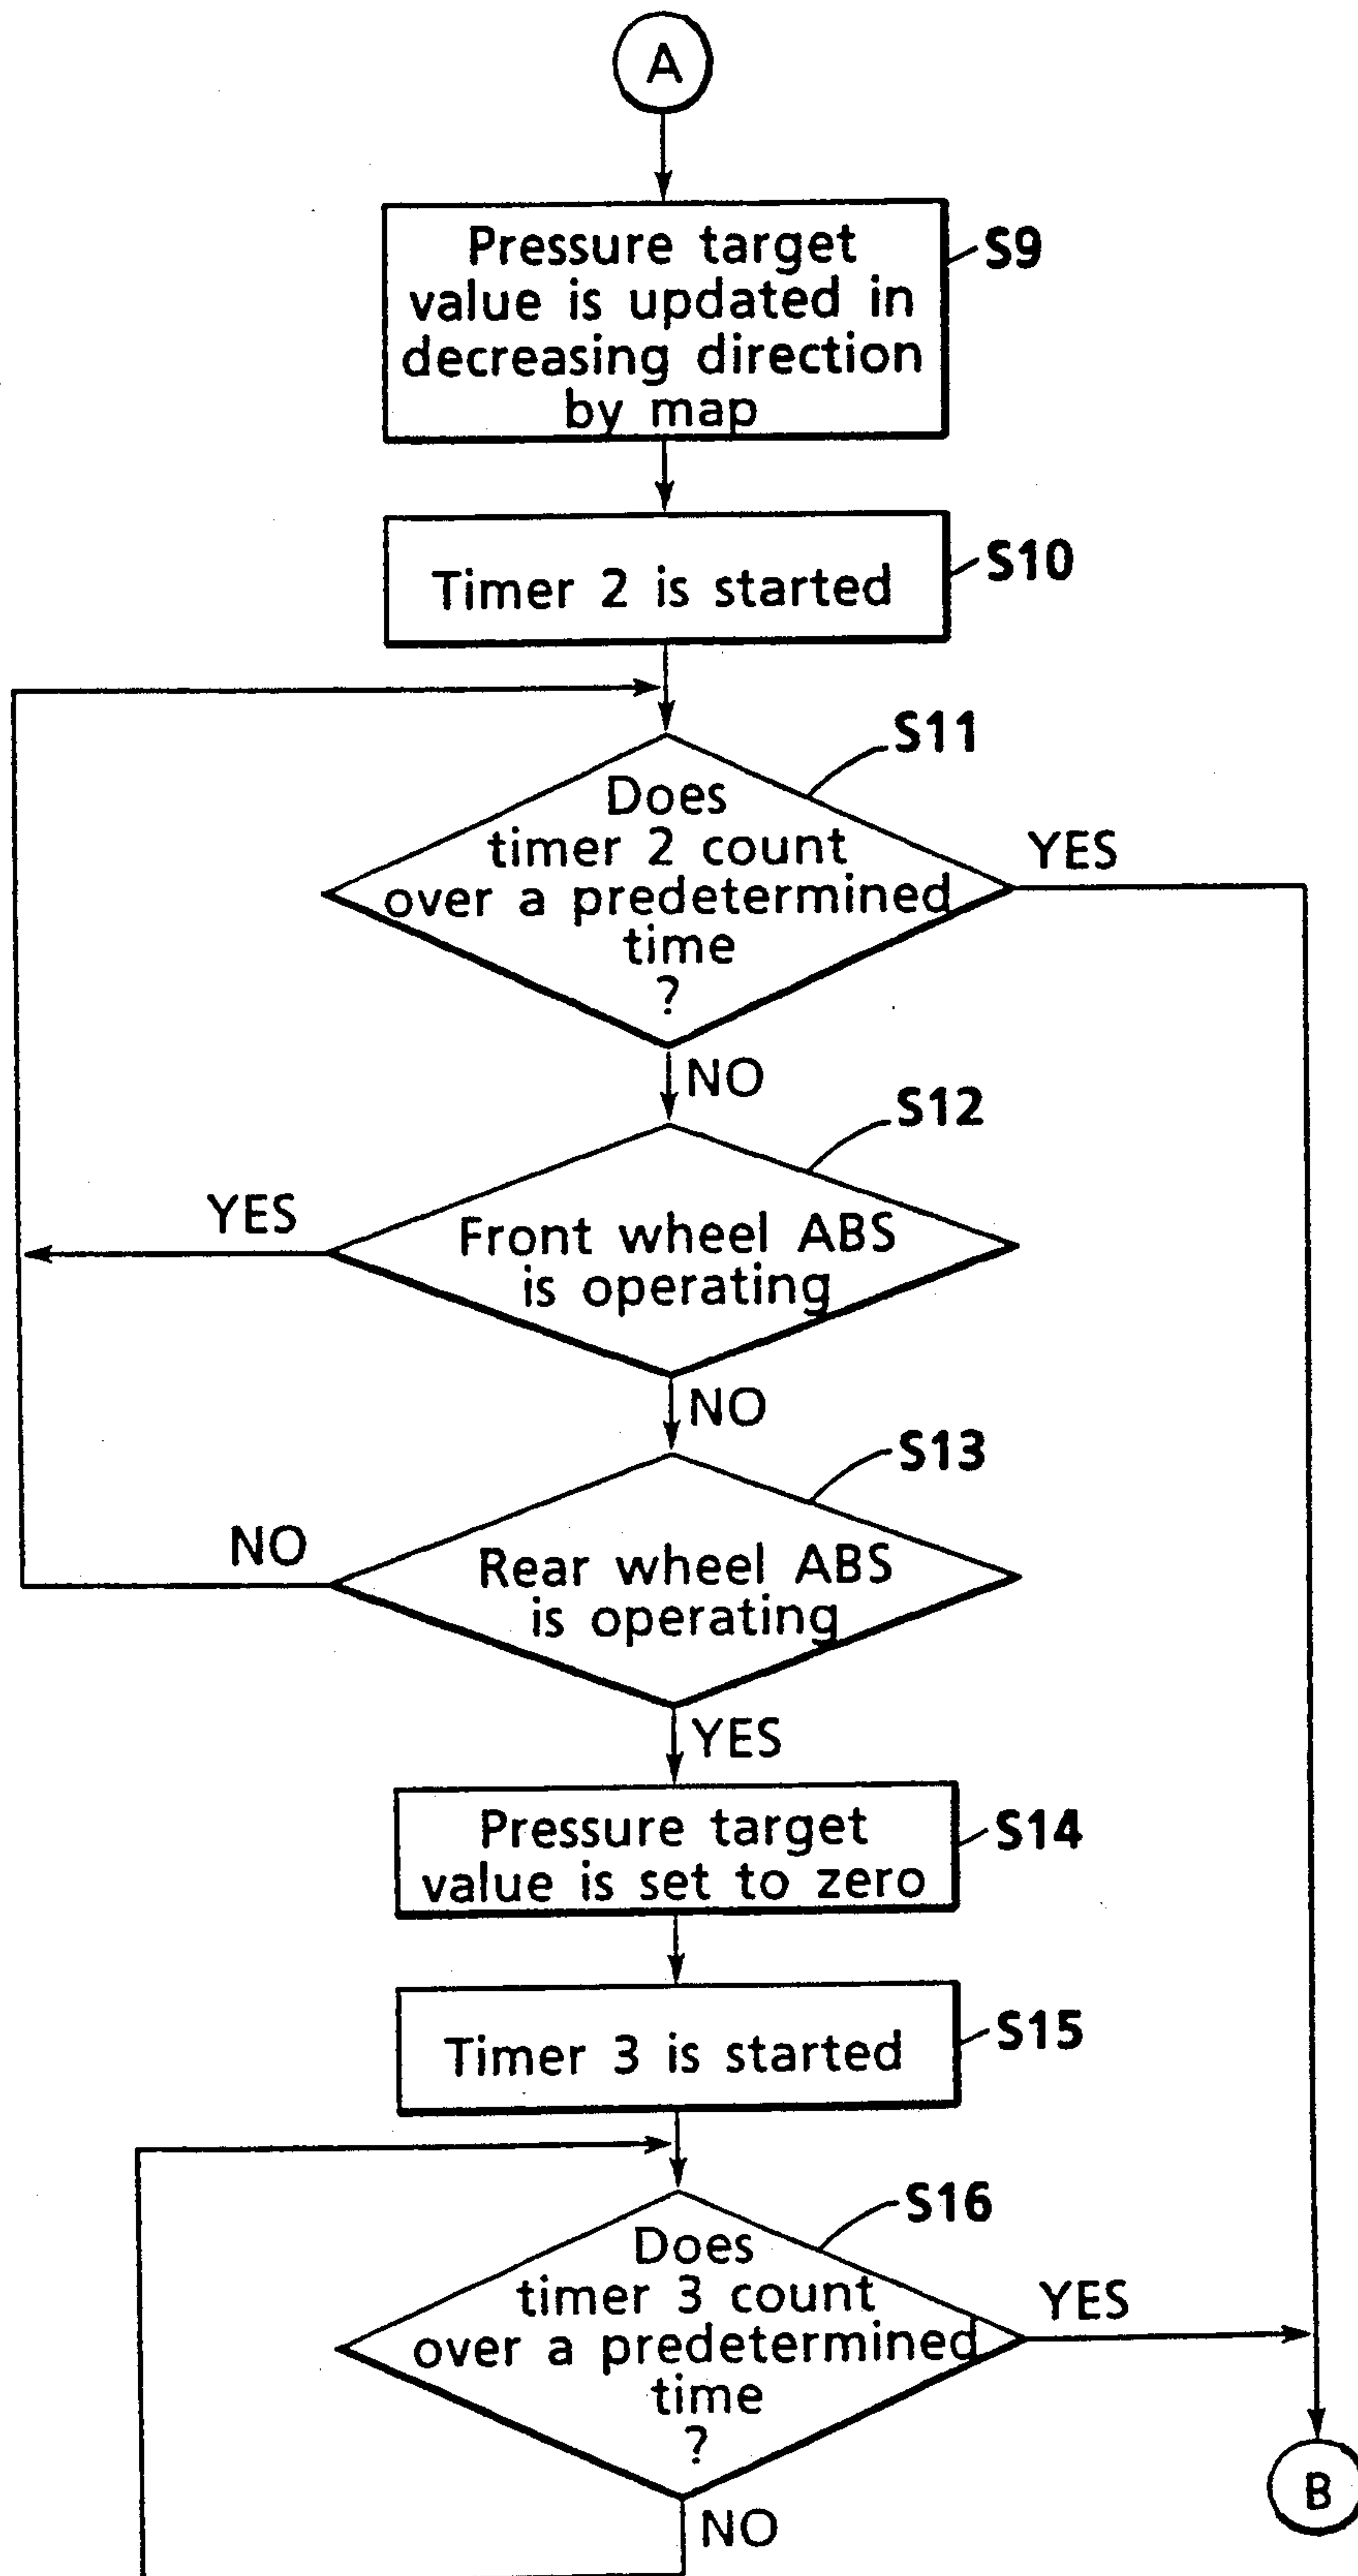 A
Pressure target
value is updated in
decreasing direction
by map
S9
Timer 2 is started
S10
S11
Does
timer 2 count
over a predetermined
time
?
YES
NO
S12
YES
Front wheel ABS
is operating
NO
S13
NO
Rear wheel ABS
is operating
YES
Pressure target
value is set to zero
S14
Timer 3 is started
S15
S16
Does
timer 3 count
over a predetermined
time
?
YES
NO
B